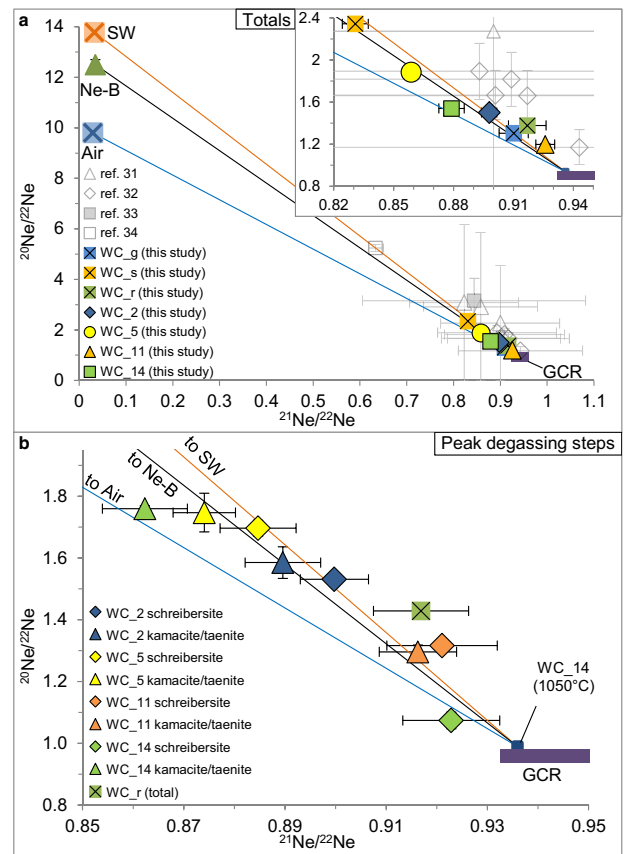 a
Totals
14
12
10
8
6
4
2
0
²⁰Ne/²²Ne
SW
Ne-B
Air
ref. 31
ref. 32
ref. 33
ref. 34
WC_g (this study)
WC_s (this study)
WC_r (this study)
WC_2 (this study)
WC_5 (this study)
WC_11 (this study)
WC_14 (this study)
2.4
2.0
1.6
1.2
0.8
0.82 0.85 0.88 0.91 0.94
GCR
0 0.1 0.2 0.3 0.4 0.5 0.6 0.7 0.8 0.9 1 1.1
²¹Ne/²²Ne
b
Peak degassing steps
to SW
to Ne-B
to Air
1.8
1.6
1.4
1.2
1.0
0.8
²⁰Ne/²²Ne
WC_2 schreibersite
WC_2 kamacite/taenite
WC_5 schreibersite
WC_5 kamacite/taenite
WC_11 schreibersite
WC_11 kamacite/taenite
WC_14 schreibersite
WC_14 kamacite/taenite
WC_r (total)
WC_14
(1050°C)
GCR
0.85 0.87 0.89 0.91 0.93 0.95
²¹Ne/²²Ne